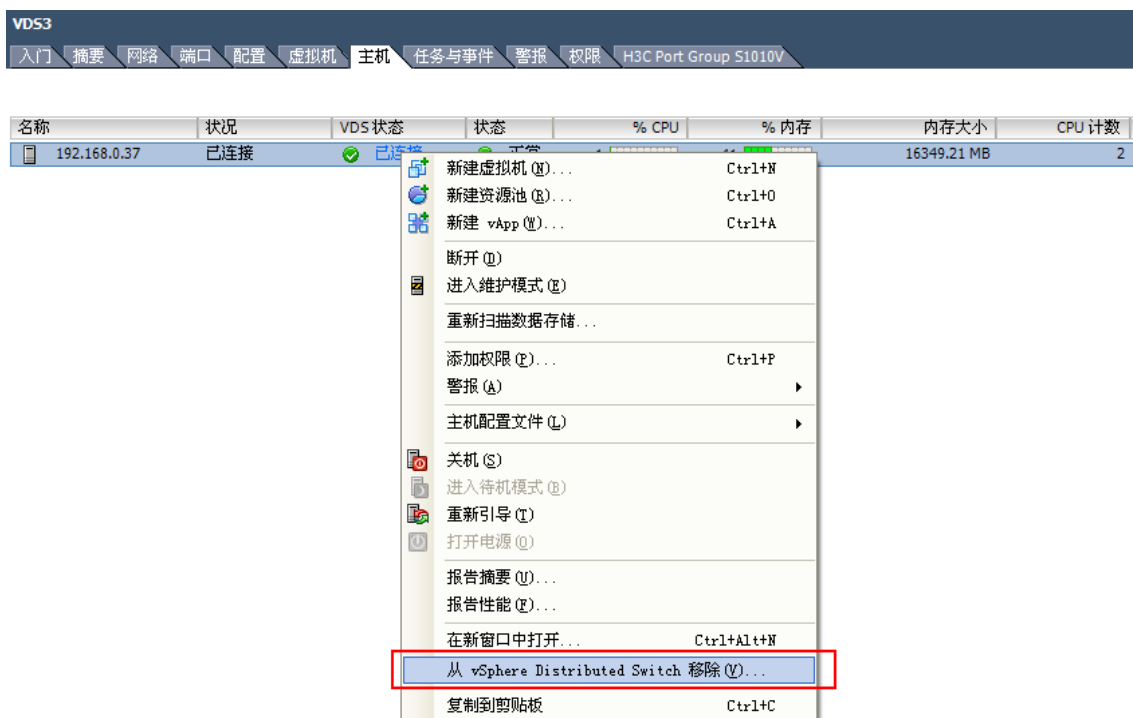 VDS3
入门 摘要 网络 端口 配置 虚拟机 主机 任务与事件 警报 权限 H3C Port Group S1010V
名称 状况 VDS 状态 状态 % CPU % 内存 内存大小 CPU 计数
192.168.0.37 已连接 已连接 正常 16349.21 MB 2
新建虚拟机(N)... Ctrl+N
新建资源池(R)... Ctrl+O
新建 vApp(W)... Ctrl+A
断开(D)
进入维护模式(E)
重新扫描数据存储...
添加权限(P)... Ctrl+P
警报(A)
主机配置文件(L)
关机(S)
进入待机模式(B)
重新引导(T)
打开电源(O)
报告摘要(U)...
报告性能(F)...
在新窗口中打开... Ctrl+Alt+N
从 vSphere Distributed Switch 移除(V)...
复制到剪贴板 Ctrl+C